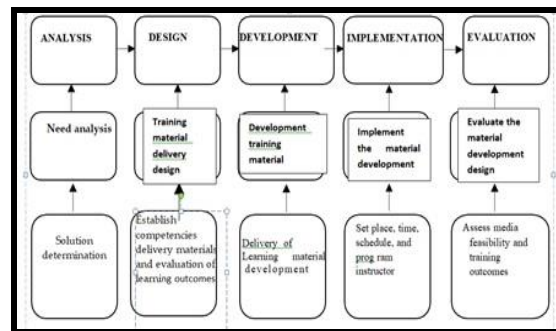 ANALYSIS
DESIGN
DEVELOPMENT
IMPLEMENTATION
EVALUATION
Need analysis
Training
material
delivery
design
Development
training
material
Implement
the material
development
Evaluate the
material
development
design
Solution
determination
Establish
competencies
delivery materials
and evaluation of
learning outcomes
Delivery of
Learning material
development
Set place, time,
schedule, and
prog ram
instructor
Assess media
feasibility and
training
outcomes